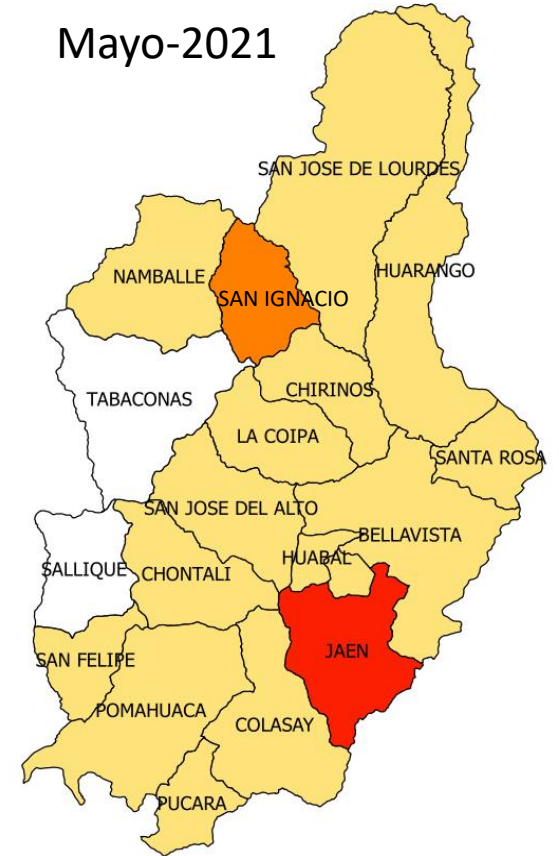 Mayo-2021
SAN JOSE DE LOURDES
NAMBALLE
HUARANGO
SAN IGNACIO
CHIRINOS
TABACONAS
LA COIPA
SANTA ROSA
SAN JOSE DEL ALTO
BELLAVISTA
HUABAL
SALLIQUE
CHONTALI
JAEN
SAN FELIPE
POMAHUACA
COLASAY
PUCARA